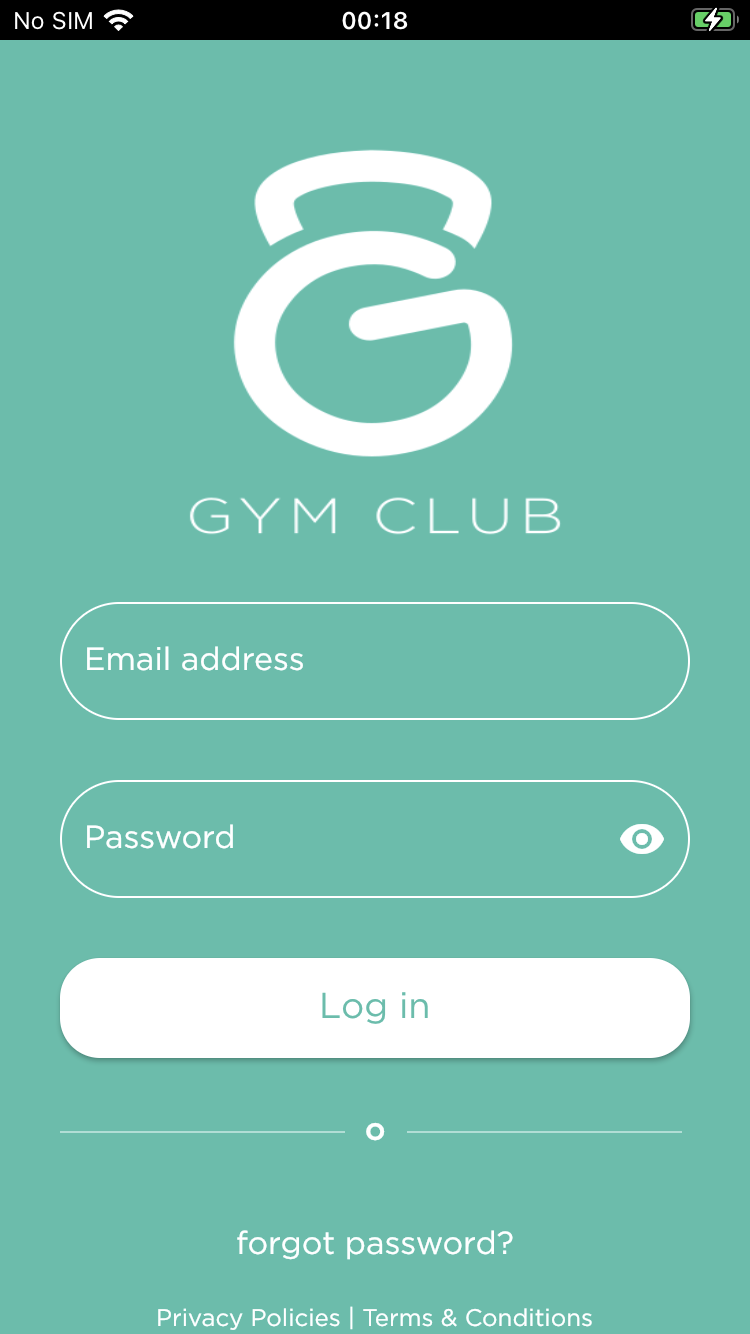 No SIM 00:18
GYM CLUB
Email address
Password
Log in
o
forgot password?
Privacy Policies | Terms & Conditions